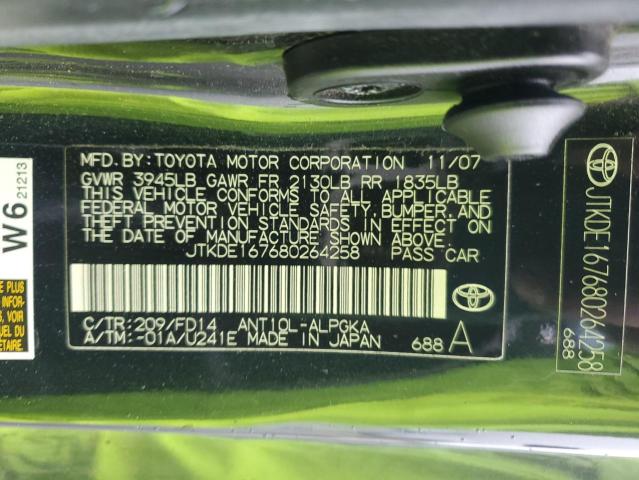 MFD. BY: TOYOTA MOTOR CORPORATION 11/07
GVWR 3945LB GAWR FR 2130LB RR 1835LB
THIS VEHICLE CONFORMS TO ALL APPLICABLE
FEDERAL MOTOR VEHICLE SAFETY, BUMPER, AND
THEFT PREVENTION STANDARDS IN EFFECT ON
THE DATE OF MANUFACTURE SHOWN ABOVE.
JTKDE167680264258 PASS CAR
C/TR: 209/FD14 ANT10L-ALPGKA
A/TM: -01A/U241E MADE IN JAPAN 688 A
JTKDE167680264258
688
W6 21213
E PLUS
ÉTAIRE.